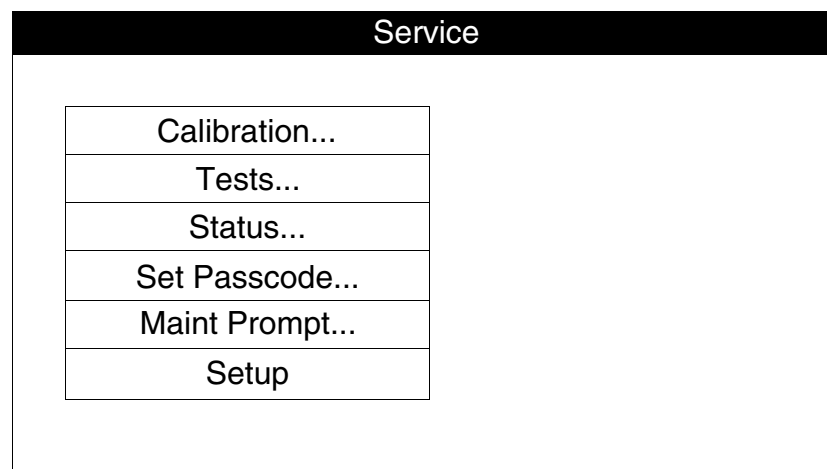 Service
Calibration...
Tests...
Status...
Set Passcode...
Maint Prompt...
Setup